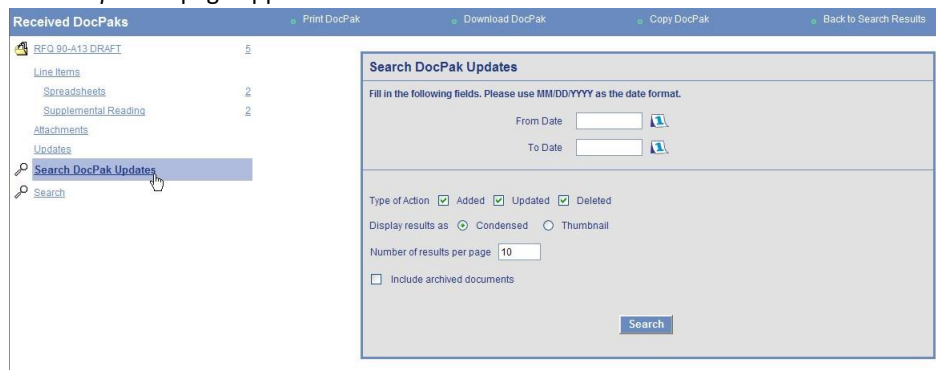 Received DocPaks
Print DocPak
Download DocPak
Copy DocPak
Back to Search Results
RFQ 90-A13 DRAFT 5
Line Items
Spreadsheets 2
Supplemental Reading 2
Attachments
Updates
Search DocPak Updates
Search
Search DocPak Updates
Fill in the following fields. Please use MM/DD/YYYY as the date format.
From Date
To Date
Type of Action Added Updated Deleted
Display results as Condensed Thumbnail
Number of results per page 10
Include archived documents
Search